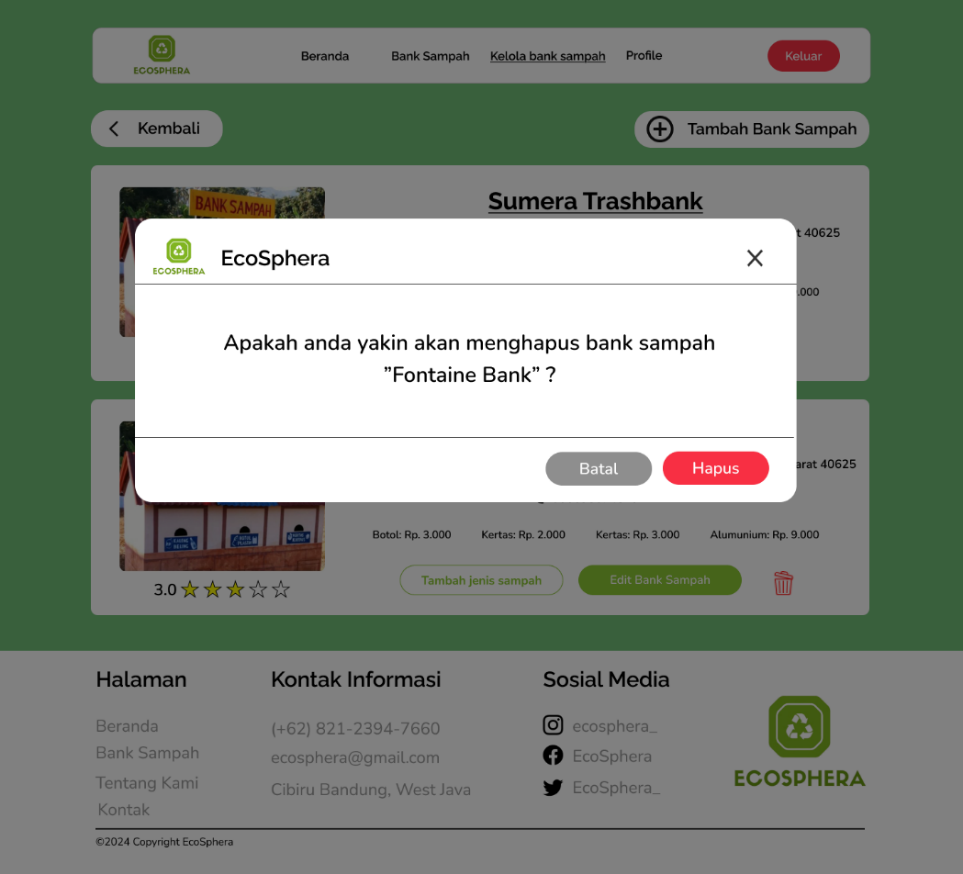 ECOSPHERA
Beranda Bank Sampah Kelola bank sampah Profile Keluar
Kembali
Tambah Bank Sampah
BANK SAMPAH
Sumera Trashbank
t 40625
.000
ECOSPHERA
EcoSphera
Apakah anda yakin akan menghapus bank sampah
”Fontaine Bank” ?
Batal Hapus
arat 40625
Botol: Rp. 3.000 Kertas: Rp. 2.000 Kertas: Rp. 3.000 Alumunium: Rp. 9.000
3.0
Tambah jenis sampah Edit Bank Sampah
Halaman
Beranda
Bank Sampah
Tentang Kami
Kontak
Kontak Informasi
(+62) 821-2394-7660
ecosphera@gmail.com
Cibiru Bandung, West Java
Sosial Media
ecosphera_
EcoSphera
EcoSphera_
ECOSPHERA
©2024 Copyright EcoSphera